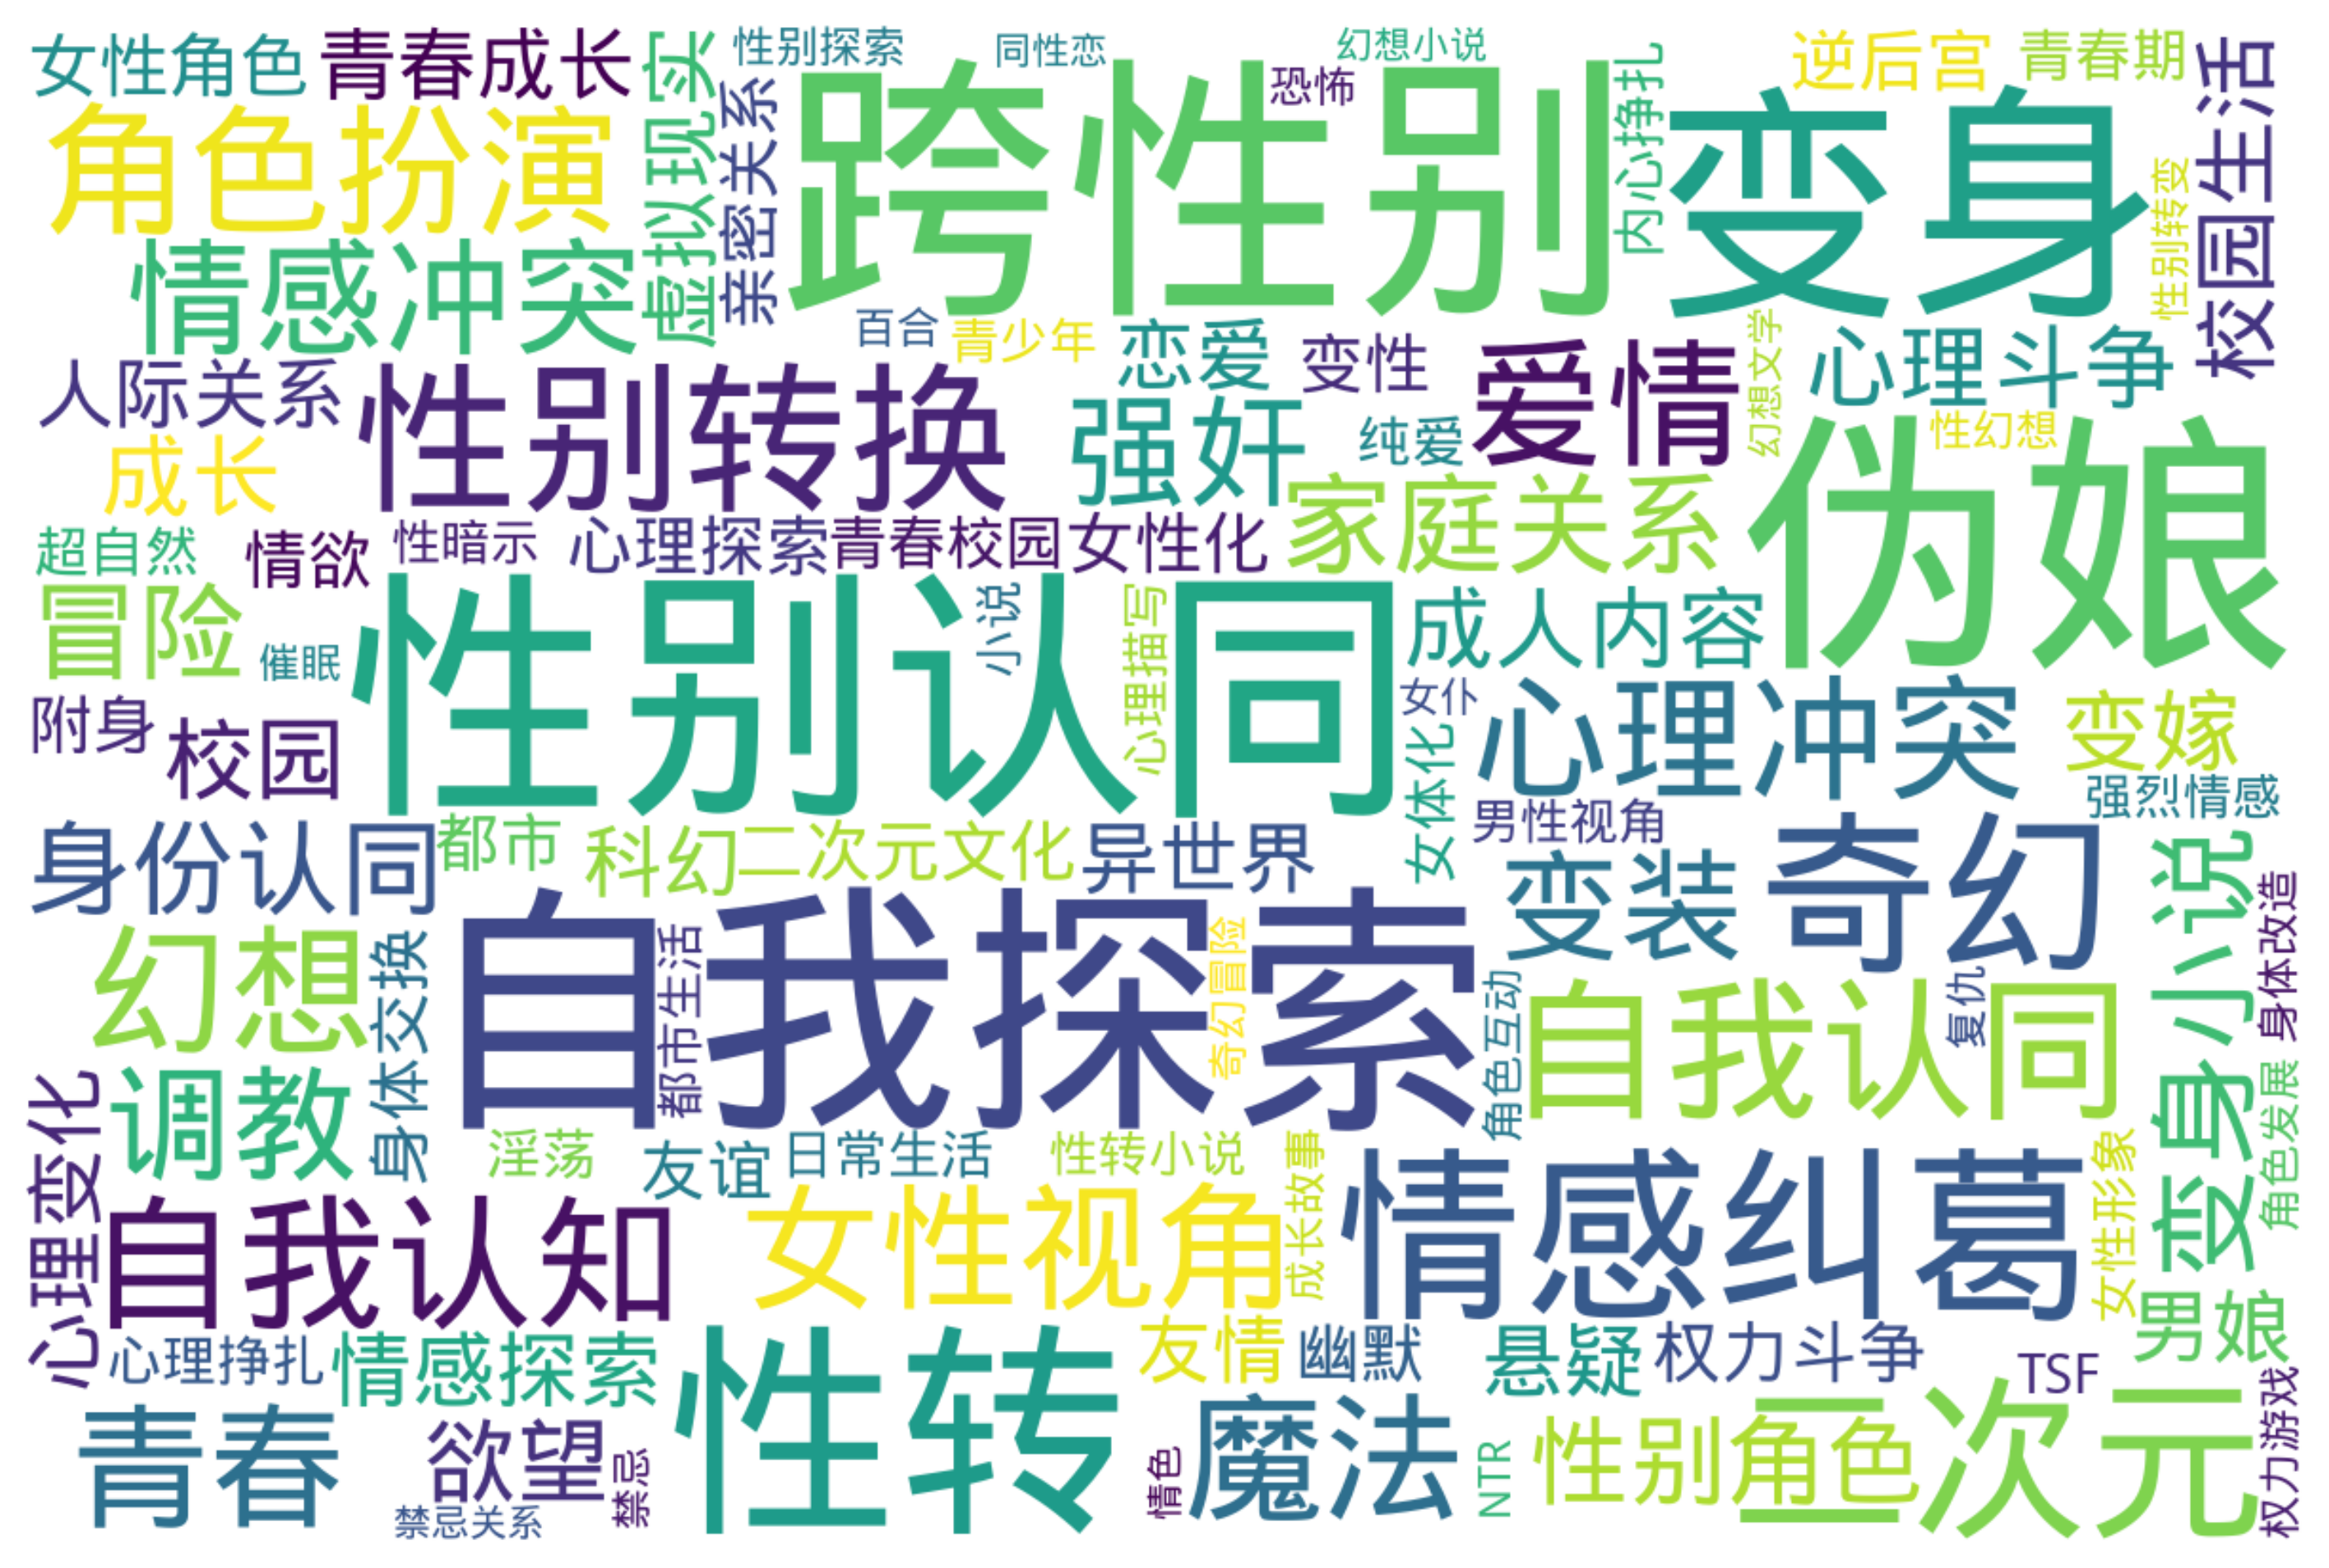 女性角色
青春成长
虚拟现实
性别探索
同性恋
幻想小说
恐怖
逆后宫
青春期
校园生活
角色扮演
亲密关系
跨性别
内心挣扎
变身
性别转变
情感冲突
百合
青少年
恋爱
变性
爱情
幻想文学
心理斗争
人际关系
性别转换
强奸
纯爱
性幻想
成长
家庭关系
伪娘
超自然
情欲
性暗示
心理探索
青春校园
女性化
冒险
催眠
性别认同
小说
心理描写
成人内容
女仆
心理冲突
变嫁
附身
校园
女体化
男性视角
强烈情感
身份认同
都市
科幻
二次元文化
异世界
变装
奇幻
变身小说
身体改造
幻想
身体交换
自我探索
都市生活
奇幻冒险
角色互动
自我认同
复仇
角色发展
心理变化
调教
淫荡
友谊
日常生活
性转小说
成长故事
情感纠葛
女性形象
自我认知
女性视角
男娘
心理挣扎
情感探索
性转
友情
幽默
悬疑
权力斗争
TSF
权力游戏
青春
欲望
禁忌
禁忌关系
情色
魔法
NTR
性别角色
二次元